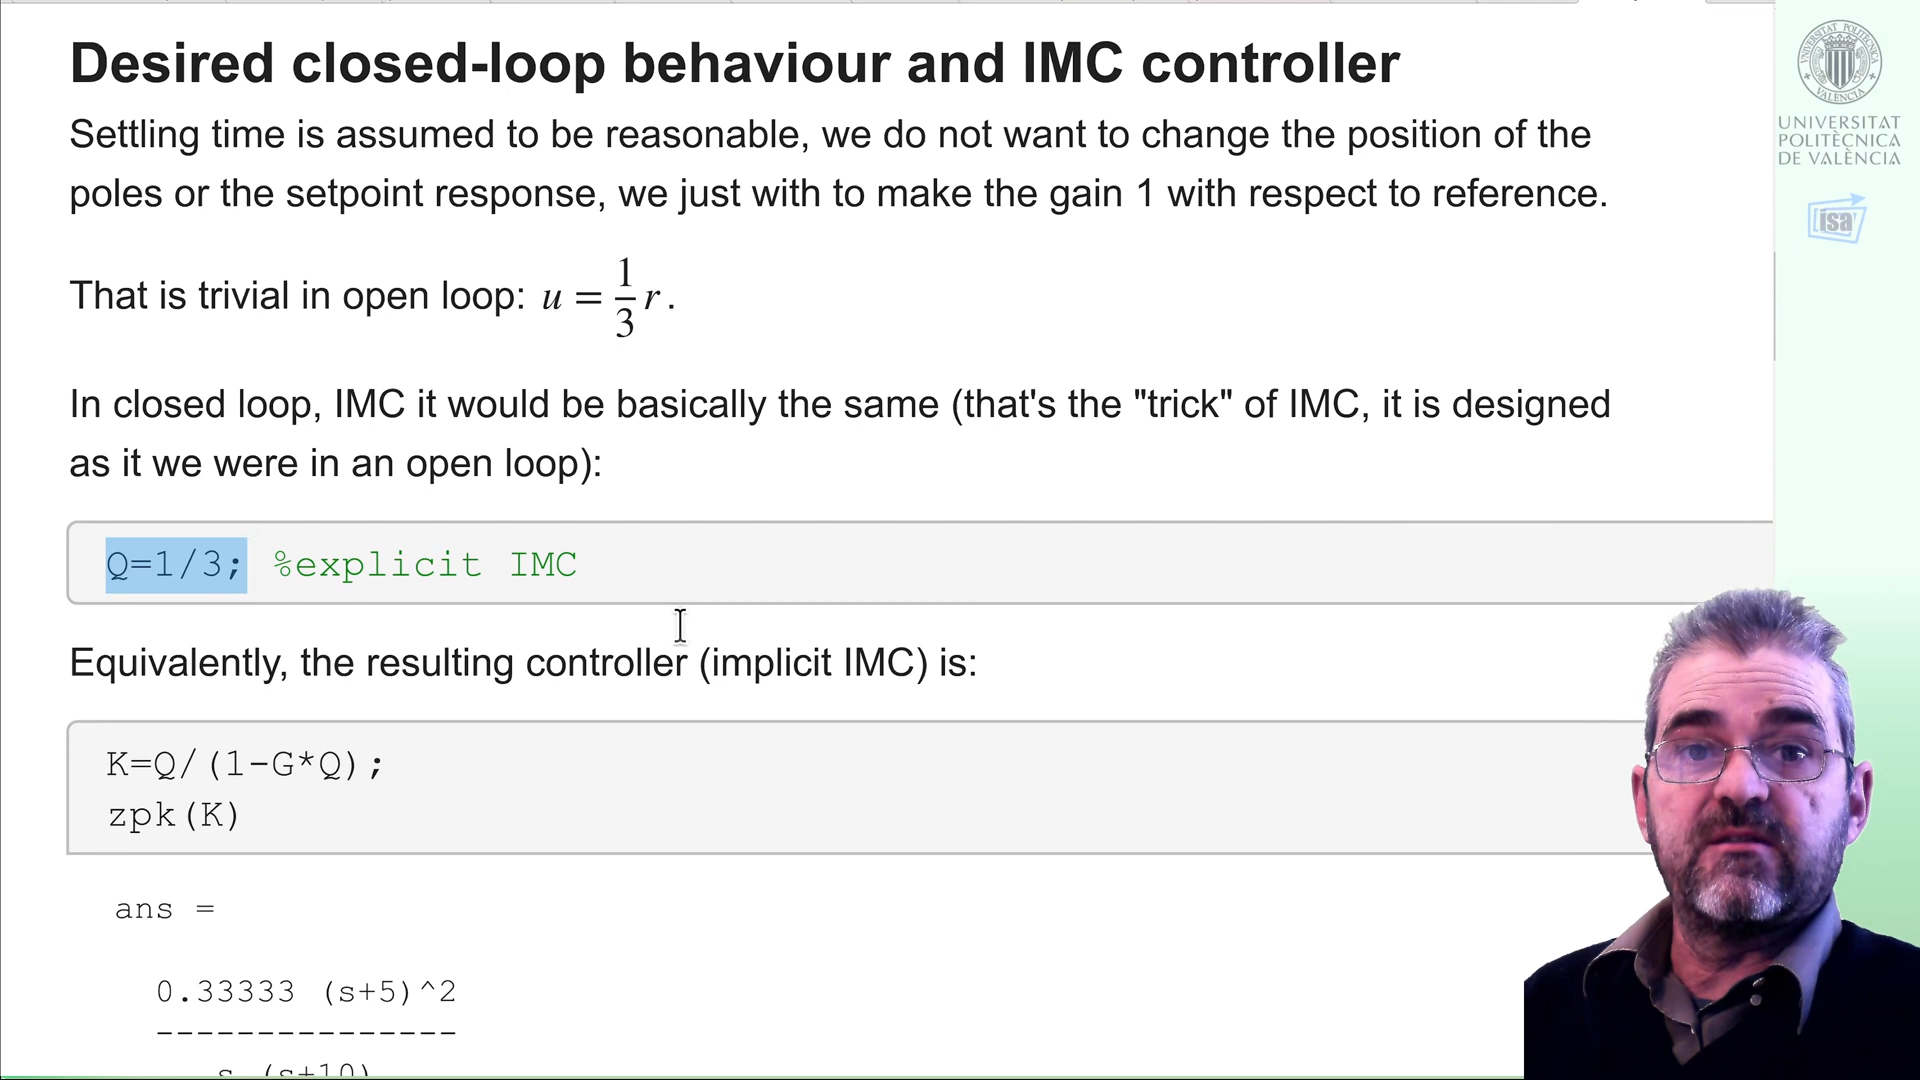 Desired closed-loop behaviour and IMC controller
UNIVERSITAT
POLITÈCNICA
DE VALÈNCIA
isa
Settling time is assumed to be reasonable, we do not want to change the position of the
poles or the setpoint response, we just with to make the gain 1 with respect to reference.
That is trivial in open loop: u = 1/3 r.
In closed loop, IMC it would be basically the same (that's the "trick" of IMC, it is designed
as it we were in an open loop):
Q=1/3; %explicit IMC
Equivalently, the resulting controller (implicit IMC) is:
K=Q/(1-G*Q);
zpk(K)
ans =
0.33333 (s+5)^2
---------------
s (s+10)